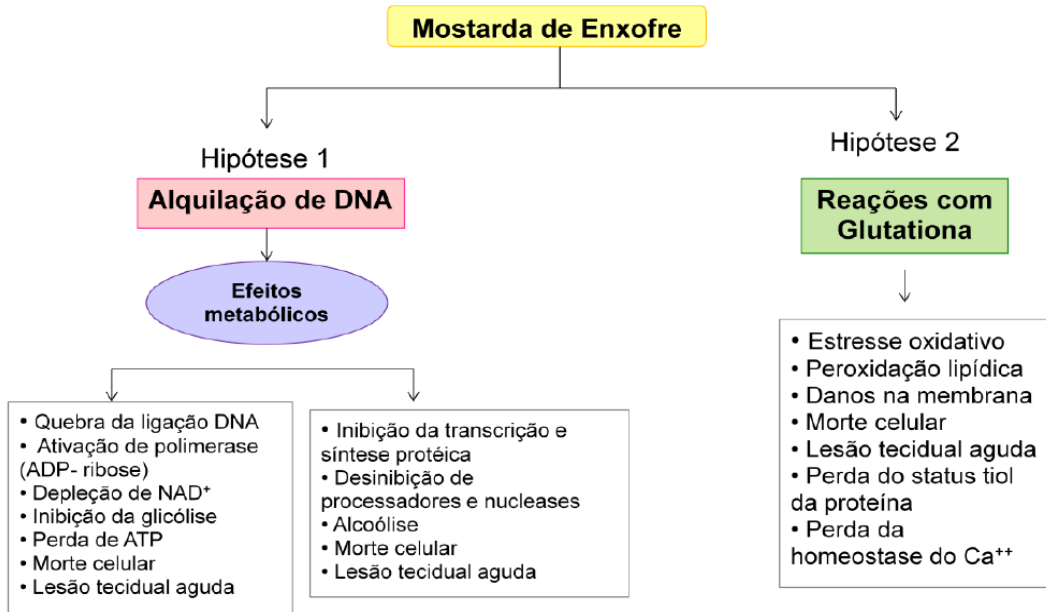 Mostarda de Enxofre
Hipótese 1
Alquilação de DNA
Efeitos
metabólicos
• Quebra da ligação DNA
• Ativação de polimerase
(ADP- ribose)
• Depleção de NAD⁺
• Inibição da glicólise
• Perda de ATP
• Morte celular
• Lesão tecidual aguda
• Inibição da transcrição e
síntese protéica
• Desinibição de
processadores e nucleases
• Alcoólise
• Morte celular
• Lesão tecidual aguda
Hipótese 2
Reações com
Glutationa
• Estresse oxidativo
• Peroxidação lipídica
• Danos na membrana
• Morte celular
• Lesão tecidual aguda
• Perda do status tiol
da proteína
• Perda da
homeostase do Ca⁺⁺